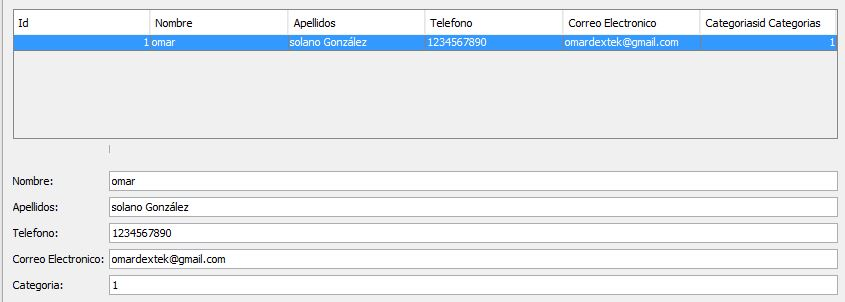 Id Nombre Apellidos Telefono Correo Electronico Categoriasid Categorias
1 omar solano González 1234567890 omardextek@gmail.com 1
Nombre: omar
Apellidos: solano González
Telefono: 1234567890
Correo Electronico: omardextek@gmail.com
Categoria: 1